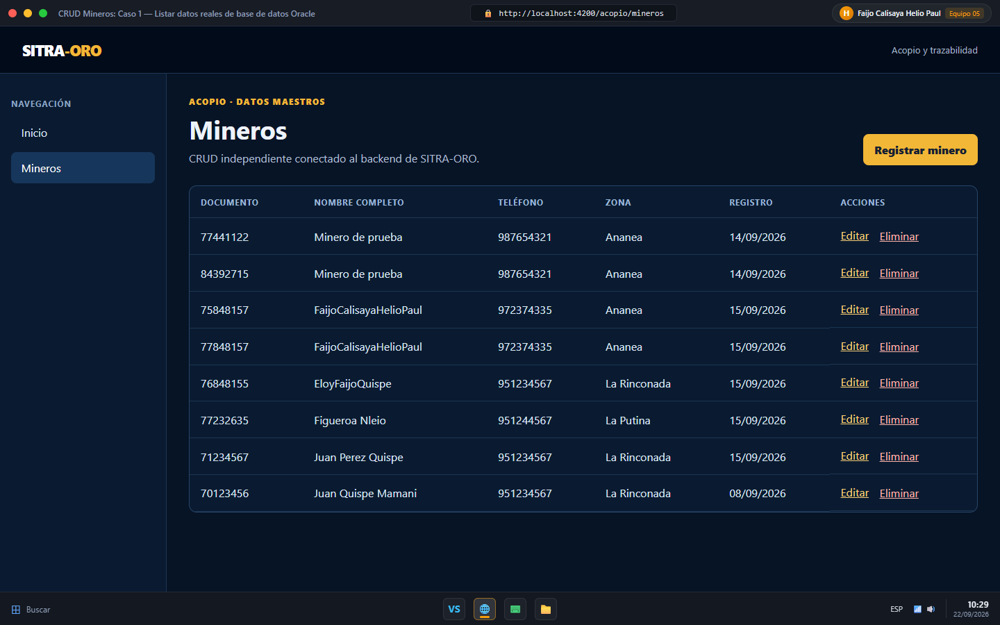 CRUD Mineros: Caso 1 — Listar datos reales de base de datos Oracle
http://localhost:4200/acopio/mineros
H Faijo Calisaya Helio Paul Equipo 05
SITRA-ORO
Acopio y trazabilidad
NAVEGACIÓN
Inicio
Mineros
ACOPIO · DATOS MAESTROS
Mineros
CRUD independiente conectado al backend de SITRA-ORO.
Registrar minero
DOCUMENTO NOMBRE COMPLETO TELÉFONO ZONA REGISTRO ACCIONES
77441122 Minero de prueba 987654321 Ananea 14/09/2026 Editar Eliminar
84392715 Minero de prueba 987654321 Ananea 14/09/2026 Editar Eliminar
75848157 FaijoCalisayaHelioPaul 972374335 Ananea 15/09/2026 Editar Eliminar
77848157 FaijoCalisayaHelioPaul 972374335 Ananea 15/09/2026 Editar Eliminar
76848155 EloyFaijoQuispe 951234567 La Rinconada 15/09/2026 Editar Eliminar
77232635 Figueroa Nleio 951244567 La Putina 15/09/2026 Editar Eliminar
71234567 Juan Perez Quispe 951234567 La Rinconada 15/09/2026 Editar Eliminar
70123456 Juan Quispe Mamani 951234567 La Rinconada 08/09/2026 Editar Eliminar
Buscar
VS
ESP
10:29
22/09/2026